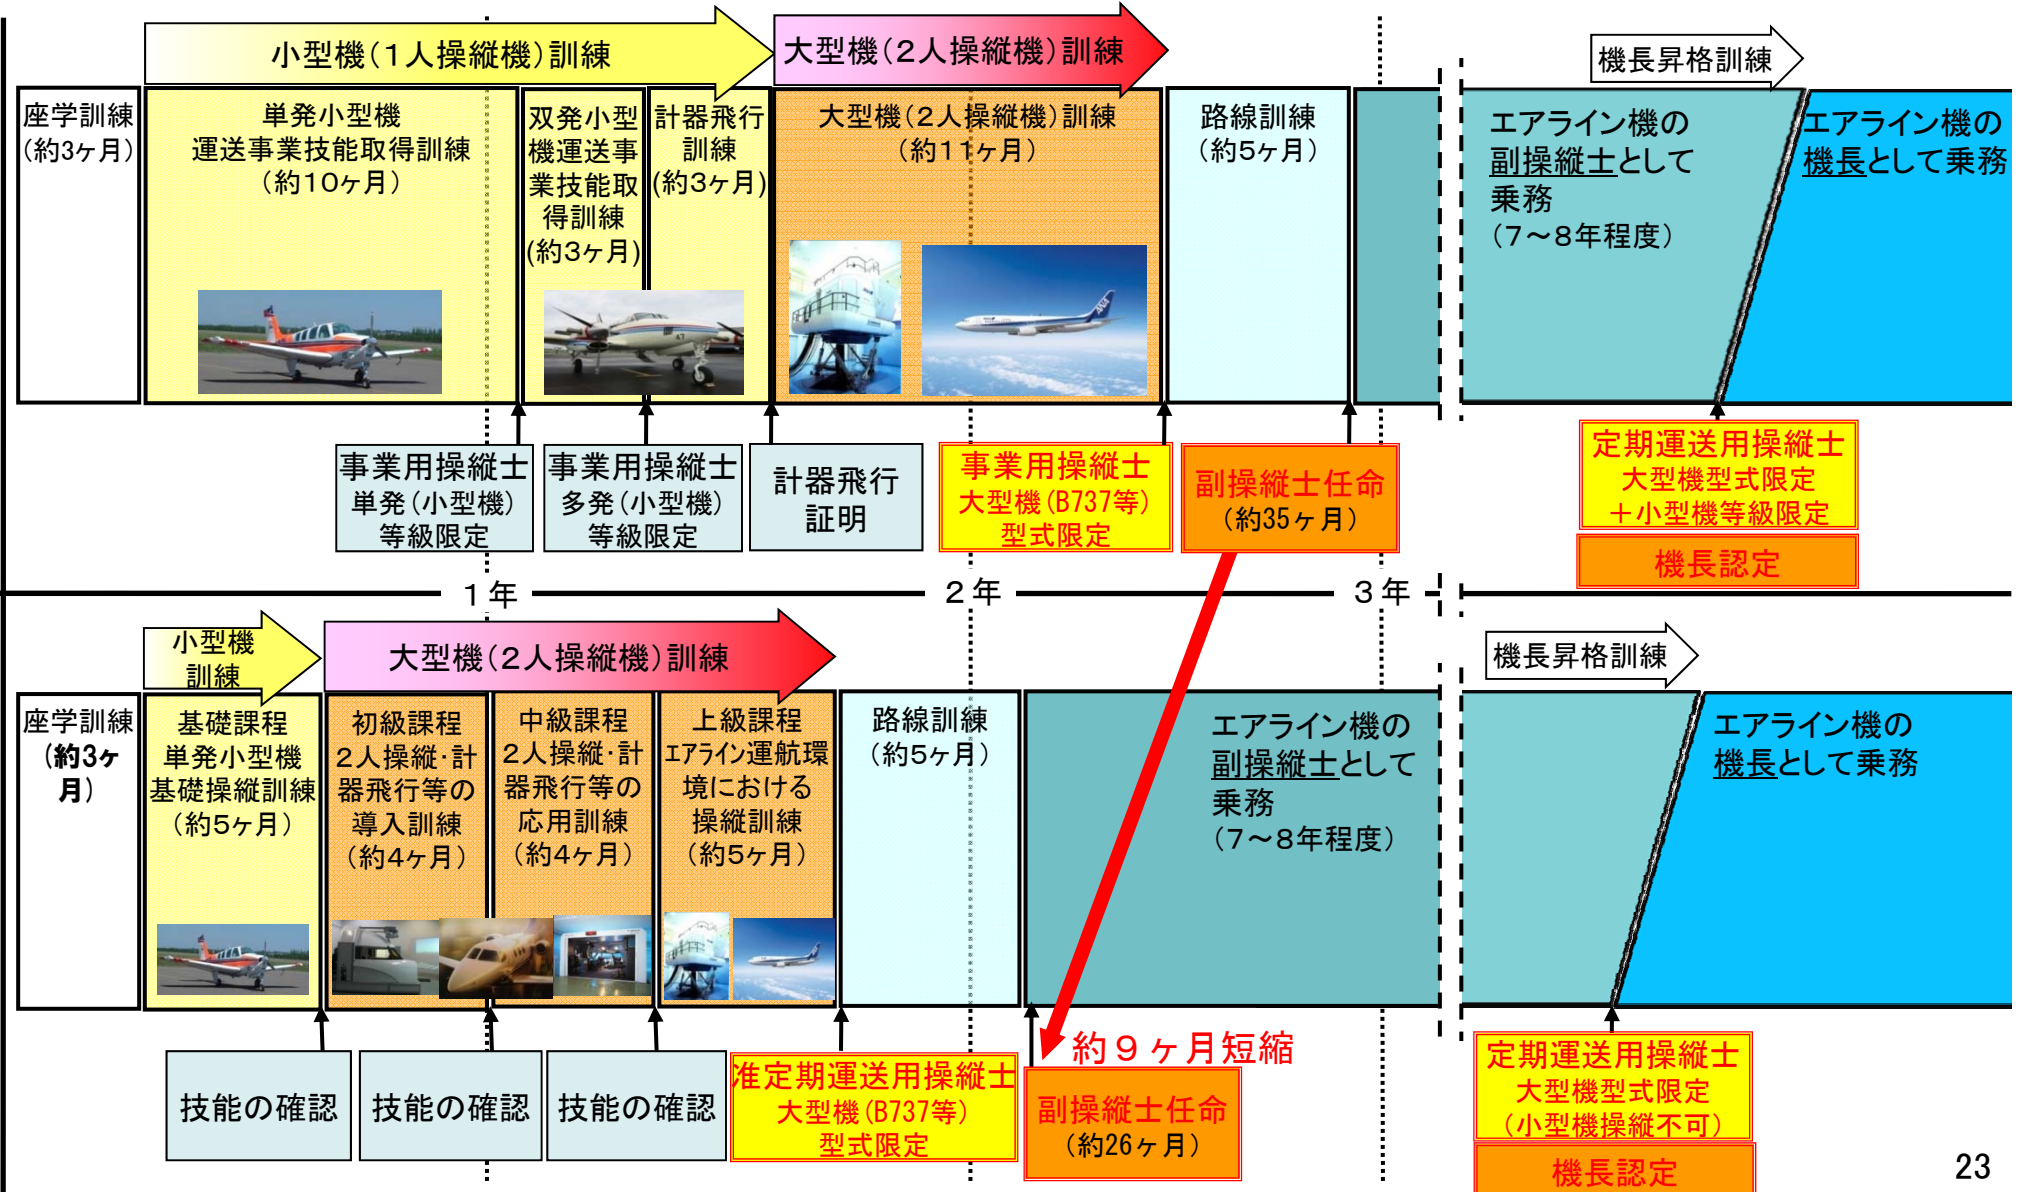 小型機(1人操縦機)訓練
大型機(2人操縦機)訓練
機長昇格訓練
座学訓練
(約3ヶ月)
単発小型機
運送事業技能取得訓練
(約10ヶ月)
双発小型
機運送事
業技能取
得訓練
(約3ヶ月)
計器飛行
訓練
(約3ヶ月)
大型機(2人操縦機)訓練
(約11ヶ月)
路線訓練
(約5ヶ月)
エアライン機の
副操縦士として
乗務
(7～8年程度)
エアライン機の
機長として乗務
ANA
事業用操縦士
単発(小型機)
等級限定
事業用操縦士
多発(小型機)
等級限定
計器飛行
証明
事業用操縦士
大型機(B737等)
型式限定
副操縦士任命
(約35ヶ月)
定期運送用操縦士
大型機型式限定
＋小型機等級限定
機長認定
1年
2年
3年
小型機
訓練
大型機(2人操縦機)訓練
機長昇格訓練
座学訓練
(約3ヶ
月)
基礎課程
単発小型機
基礎操縦訓練
(約5ヶ月)
初級課程
2人操縦・計
器飛行等の
導入訓練
(約4ヶ月)
中級課程
2人操縦・計
器飛行等の
応用訓練
(約4ヶ月)
上級課程
エアライン運航環
境における
操縦訓練
(約5ヶ月)
路線訓練
(約5ヶ月)
エアライン機の
副操縦士として
乗務
(7～8年程度)
エアライン機の
機長として乗務
約9ヶ月短縮
技能の確認
技能の確認
技能の確認
准定期運送用操縦士
大型機(B737等)
型式限定
副操縦士任命
(約26ヶ月)
定期運送用操縦士
大型機型式限定
(小型機操縦不可)
機長認定
23